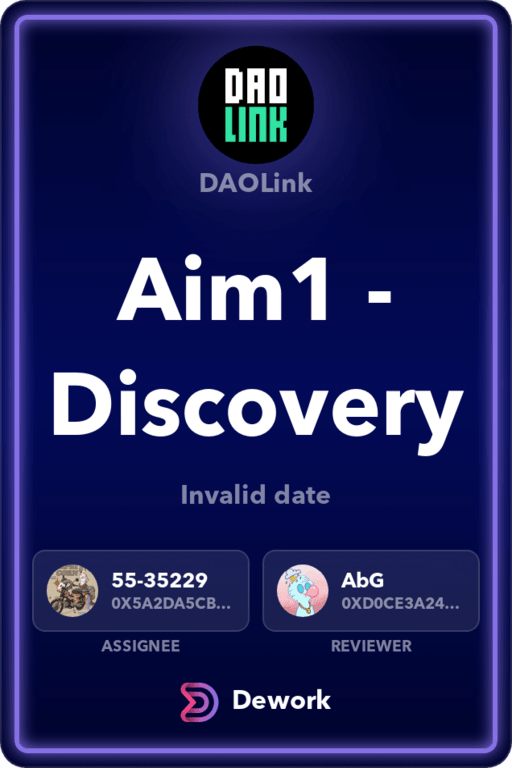 DAO
LINK
DAOLink
Aim1 -
Discovery
Invalid date
55-35229
0X5A2DA5CB...
ASSIGNEE
AbG
0XD0CE3A24...
REVIEWER
Dework